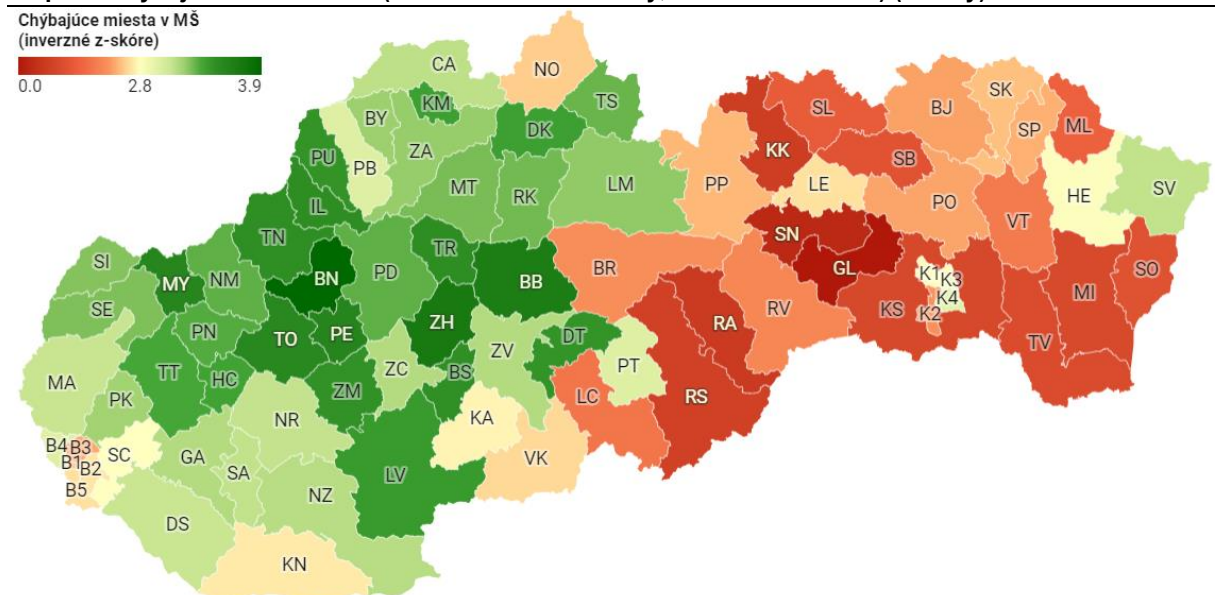 Chýbajúce miesta v MŠ
(inverzné z-skóre)
0.0 2.8 3.9
CA
NO
TS
KM
BY
DK
ZA
PU
PB
MT
RK
LM
IL
TN
TR
BN
PD
BB
SI
MY
NM
SE
PN
TO
PE
ZH
ZV
DT
MA
TT
HC
ZM
ZC
BS
PK
NR
KA
B4
B3
B1
B2
B5
SC
GA
SA
LV
VK
NZ
DS
KN
SL
BJ
SK
SP
ML
KK
SB
PP
LE
HE
SV
PO
VT
SN
GL
BR
RA
RV
KS
K1
K3
K4
K2
MI
SO
TV
PT
LC
RS